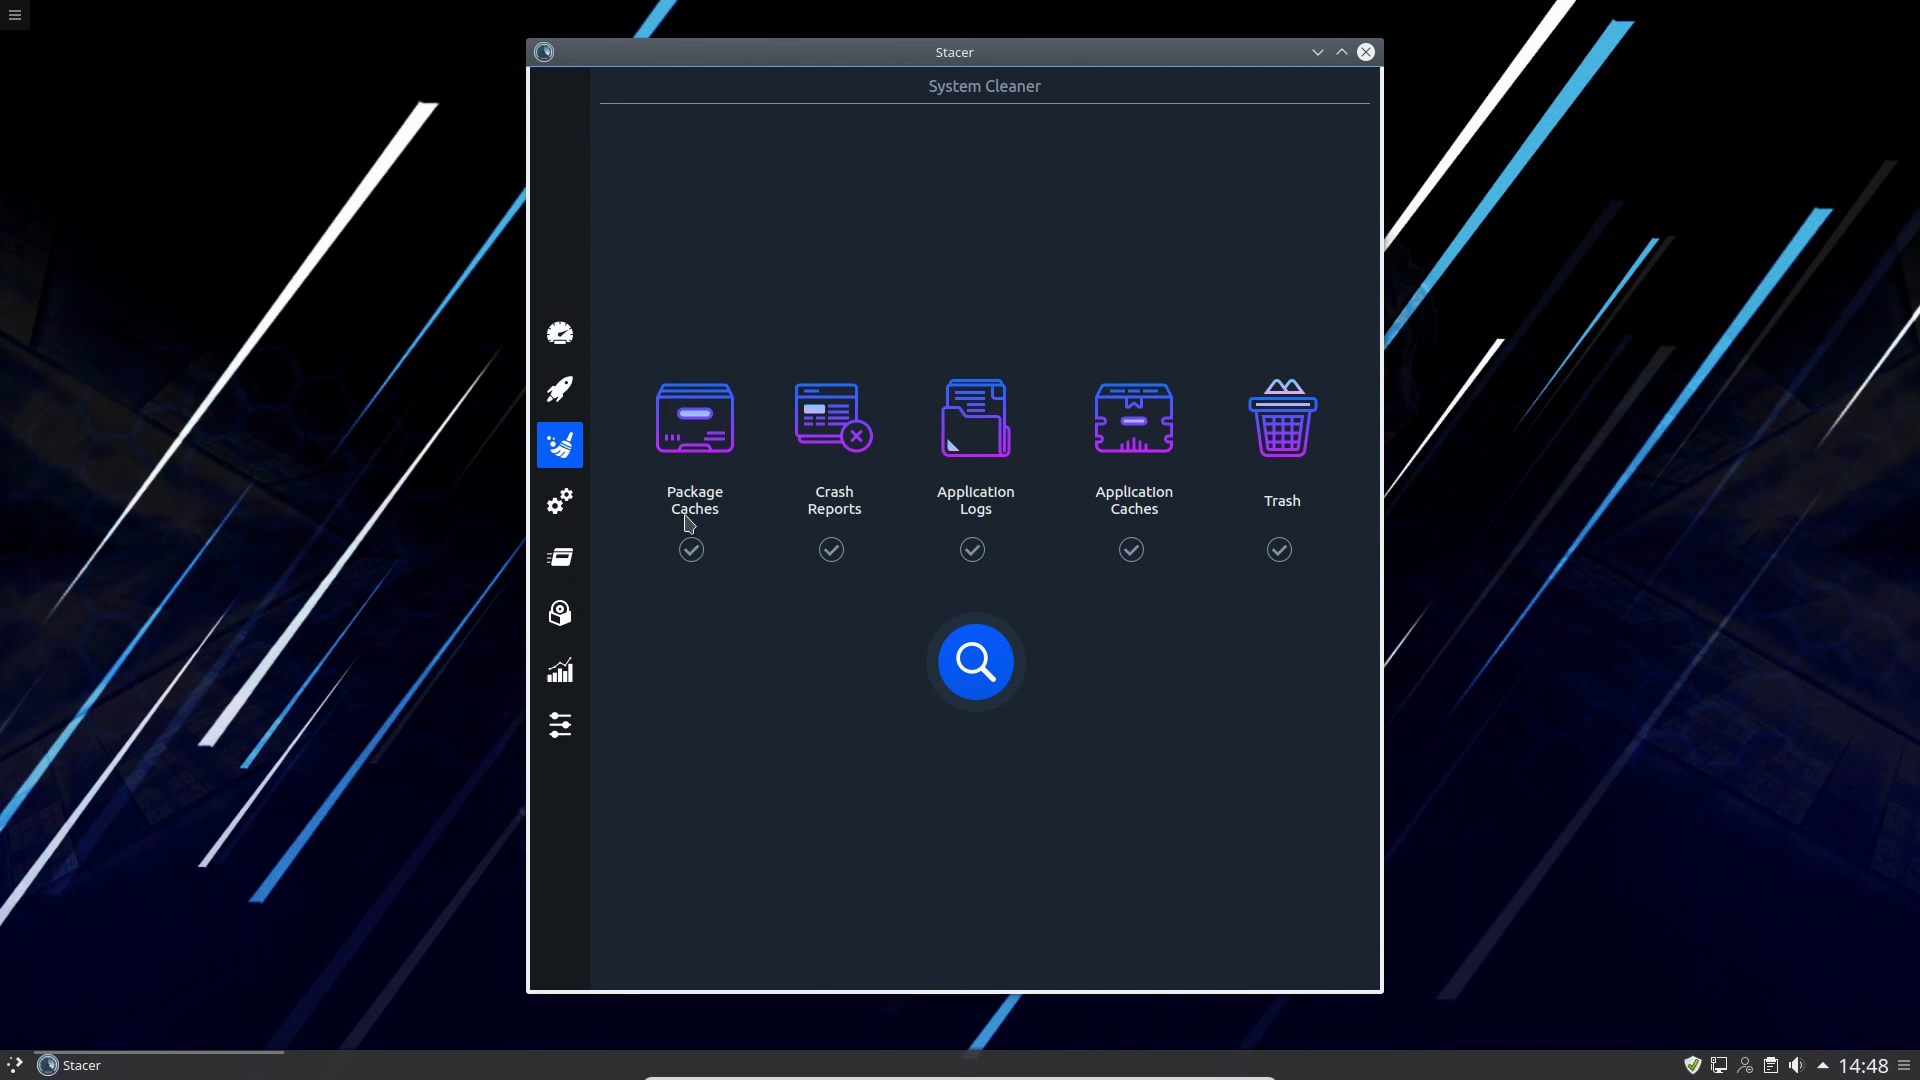 Stacer
System Cleaner
Package
Caches
Crash
Reports
Application
Logs
Application
Caches
Trash
Stacer
14:48